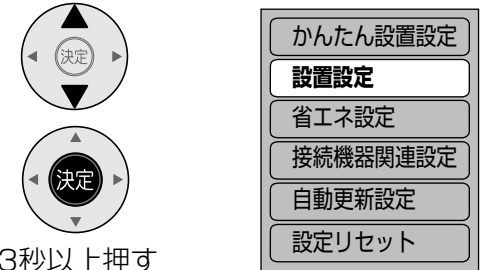 決定
決定
3秒以上押す
かんたん設置設定
設置設定
省エネ設定
接続機器関連設定
自動更新設定
設定リセット